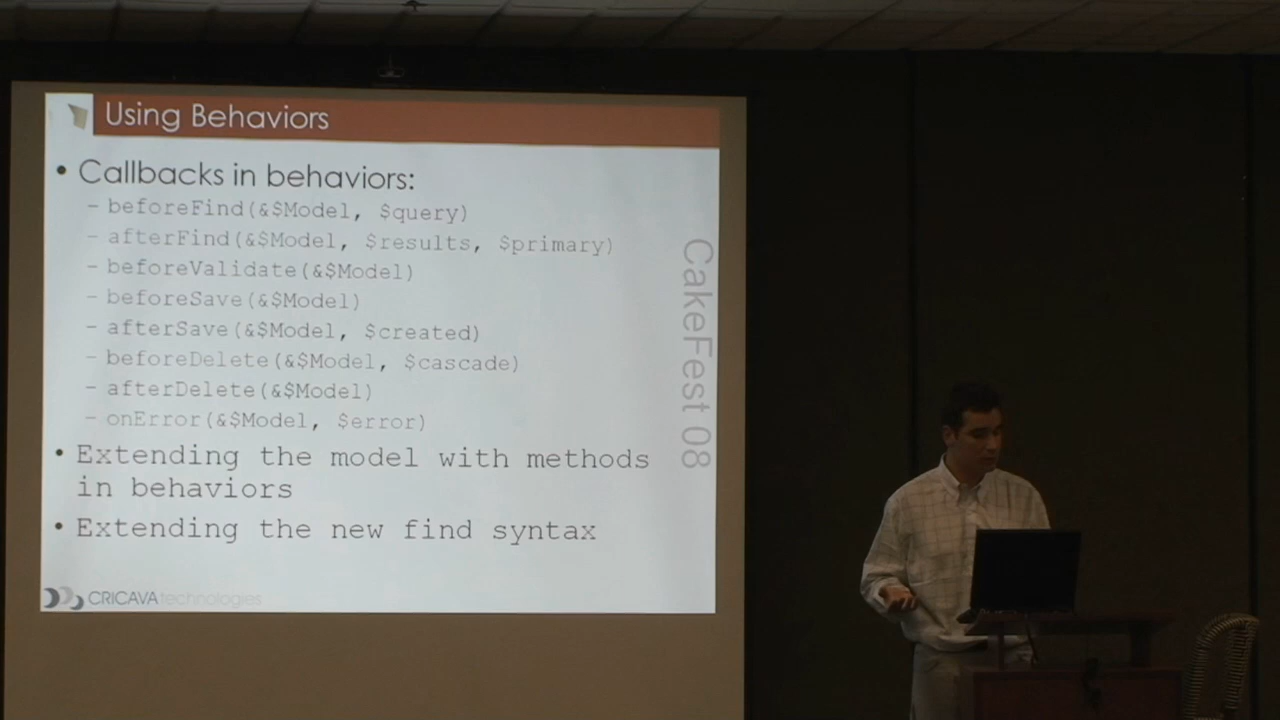 Using Behaviors
• Callbacks in behaviors:
– beforeFind(&$Model, $query)
– afterFind(&$Model, $results, $primary)
– beforeValidate(&$Model)
– beforeSave(&$Model)
– afterSave(&$Model, $created)
– beforeDelete(&$Model, $cascade)
– afterDelete(&$Model)
– onError(&$Model, $error)
• Extending the model with methods
in behaviors
• Extending the new find syntax
CakeFest 08
CRICAVA technologies